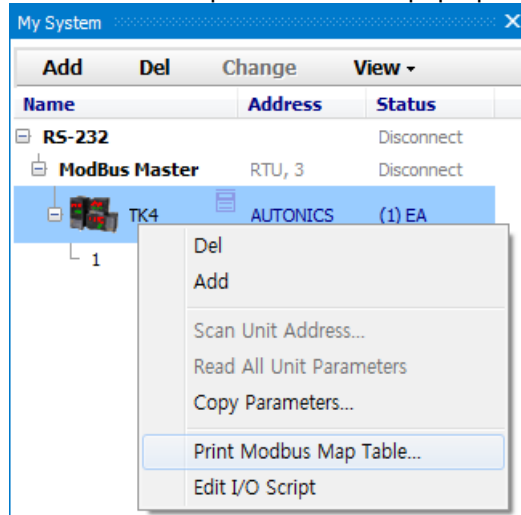 My System
Add Del Change View
Name Address Status
RS-232 Disconnect
ModBus Master RTU, 3 Disconnect
TK4 AUTONICS (1) EA
1
Del
Add
Scan Unit Address...
Read All Unit Parameters
Copy Parameters...
Print Modbus Map Table...
Edit I/O Script